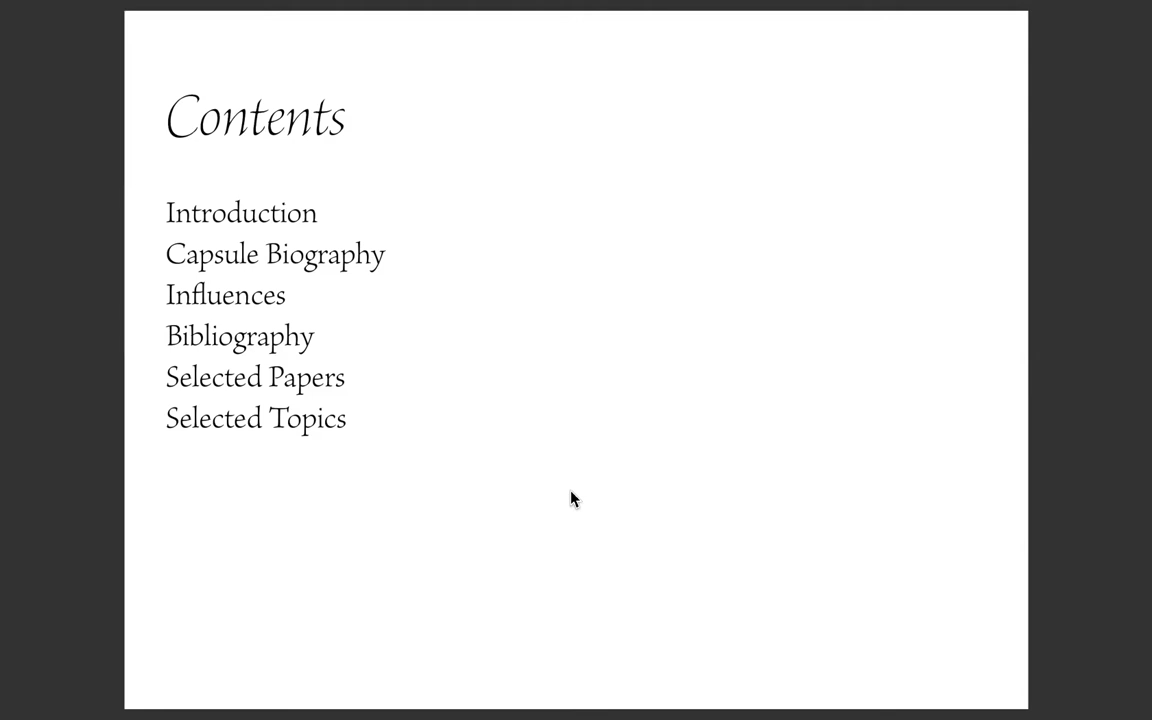 Contents
Introduction
Capsule Biography
Influences
Bibliography
Selected Papers
Selected Topics